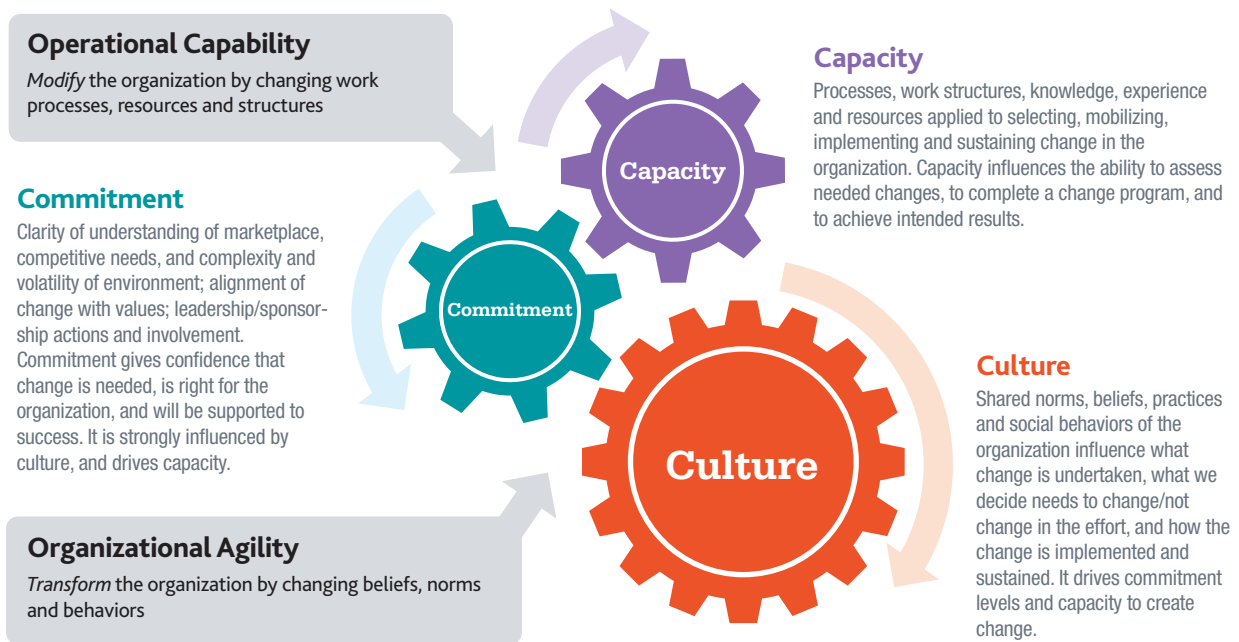 Operational Capability
Modify the organization by changing work
processes, resources and structures
Capacity
Processes, work structures, knowledge, experience
and resources applied to selecting, mobilizing,
implementing and sustaining change in the
organization. Capacity influences the ability to assess
needed changes, to complete a change program, and
to achieve intended results.
Capacity
Commitment
Clarity of understanding of marketplace,
competitive needs, and complexity and
volatility of environment; alignment of
change with values; leadership/sponsor-
ship actions and involvement.
Commitment gives confidence that
change is needed, is right for the
organization, and will be supported to
success. It is strongly influenced by
culture, and drives capacity.
Commitment
Culture
Culture
Shared norms, beliefs, practices
and social behaviors of the
organization influence what
change is undertaken, what we
decide needs to change/not
change in the effort, and how the
change is implemented and
sustained. It drives commitment
levels and capacity to create
change.
Organizational Agility
Transform the organization by changing beliefs, norms
and behaviors